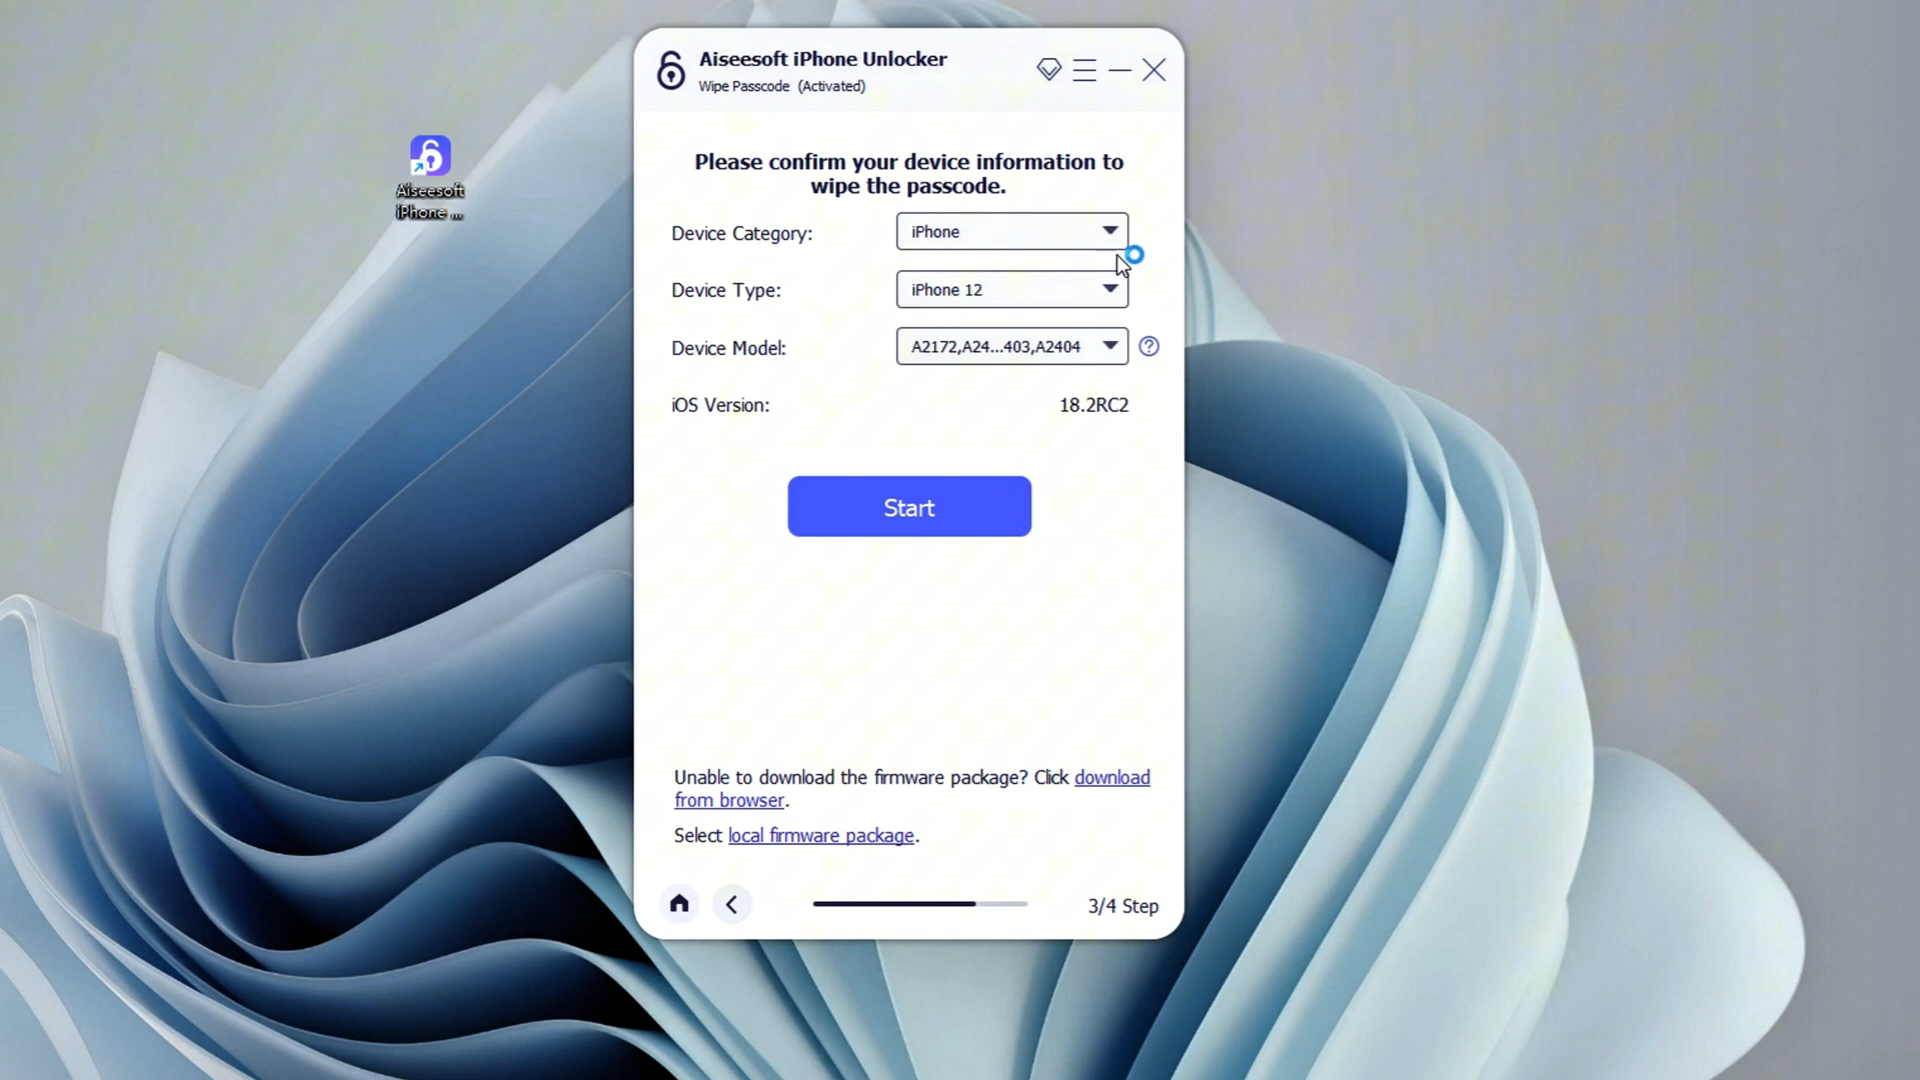 Aiseesoft iPhone Unlocker
Wipe Passcode (Activated)
Aiseesoft
iPhone ...
Please confirm your device information to
wipe the passcode.
Device Category: iPhone
Device Type: iPhone 12
Device Model: A2172,A24...403,A2404
iOS Version: 18.2RC2
Start
Unable to download the firmware package? Click download
from browser.
Select local firmware package.
3/4 Step